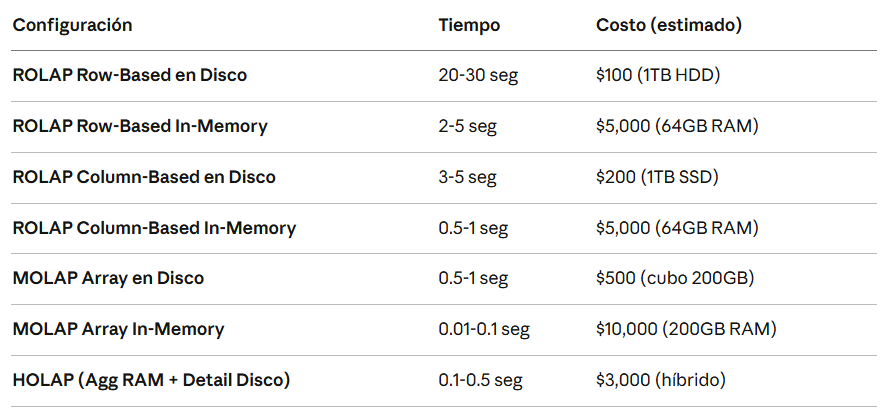 Configuración Tiempo Costo (estimado)
ROLAP Row-Based en Disco 20-30 seg $100 (1TB HDD)
ROLAP Row-Based In-Memory 2-5 seg $5,000 (64GB RAM)
ROLAP Column-Based en Disco 3-5 seg $200 (1TB SSD)
ROLAP Column-Based In-Memory 0.5-1 seg $5,000 (64GB RAM)
MOLAP Array en Disco 0.5-1 seg $500 (cubo 200GB)
MOLAP Array In-Memory 0.01-0.1 seg $10,000 (200GB RAM)
HOLAP (Agg RAM + Detail Disco) 0.1-0.5 seg $3,000 (híbrido)